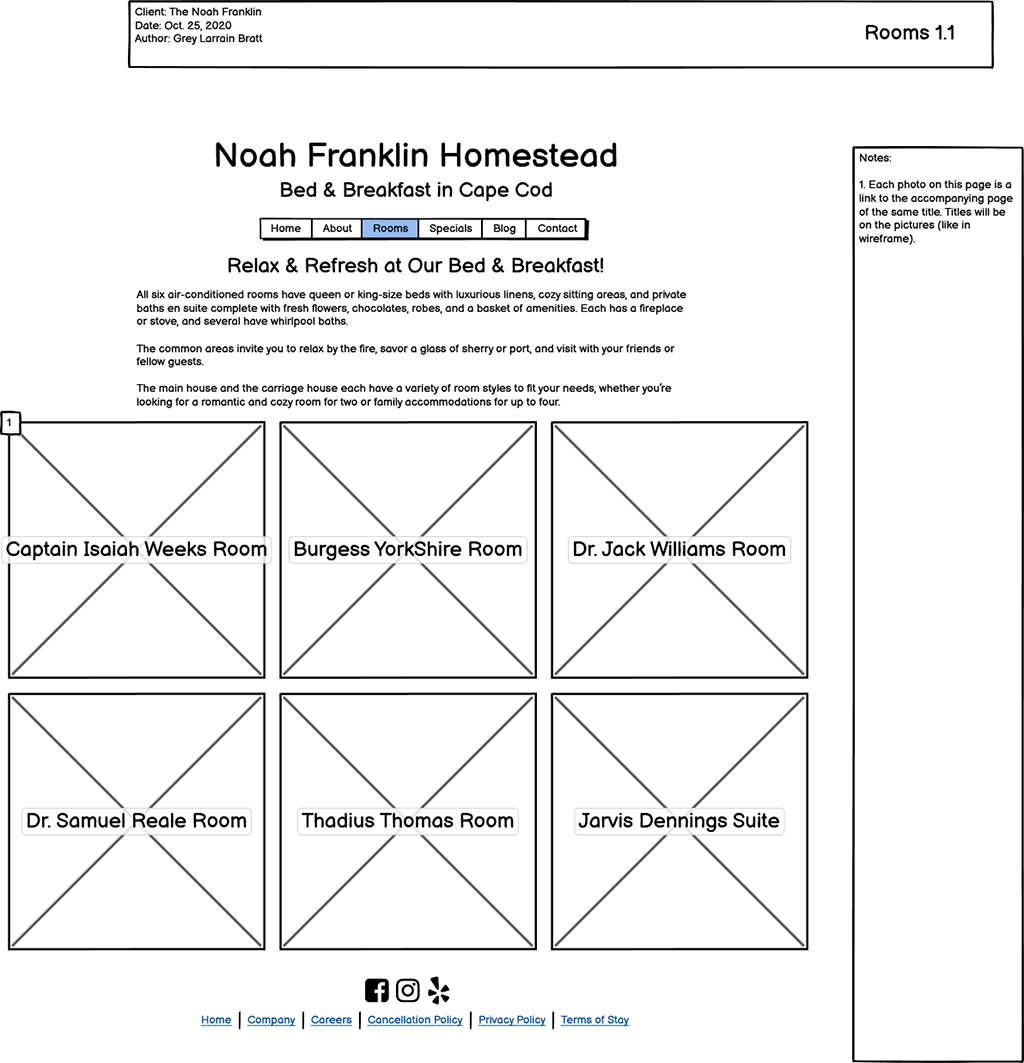 Client: The Noah Franklin
Date: Oct. 25, 2020
Author: Grey Larrain Bratt
Rooms 1.1
Noah Franklin Homestead
Bed & Breakfast in Cape Cod
Home About Rooms Specials Blog Contact
Relax & Refresh at Our Bed & Breakfast!
All six air-conditioned rooms have queen or king-size beds with luxurious linens, cozy sitting areas, and private
baths en suite complete with fresh flowers, chocolates, robes, and a basket of amenities. Each has a fireplace
or stove, and several have whirlpool baths.
The common areas invite you to relax by the fire, savor a glass of sherry or port, and visit with your friends or
fellow guests.
The main house and the carriage house each have a variety of room styles to fit your needs, whether you're
looking for a romantic and cozy room for two or family accommodations for up to four.
1
Captain Isaiah Weeks Room
Burgess YorkShire Room
Dr. Jack Williams Room
Dr. Samuel Reale Room
Thadius Thomas Room
Jarvis Dennings Suite
Home | Company | Careers | Cancellation Policy | Privacy Policy | Terms of Stay
Notes:
1. Each photo on this page is a
link to the accompanying page
of the same title. Titles will be
on the pictures (like in
wireframe).